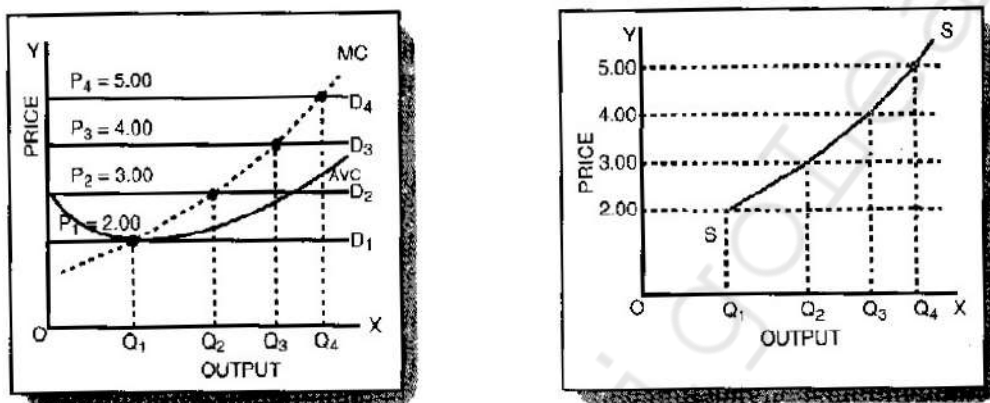 Y
MC
P4 = 5.00
D4
P3 = 4.00
D3
AVC
P2 = 3.00
D2
P1 = 2.00
D1
PRICE
O
Q1 Q2 Q3 Q4 X
OUTPUT
Y
S
5.00
4.00
3.00
2.00
PRICE
S
O
Q1 Q2 Q3 Q4 X
OUTPUT